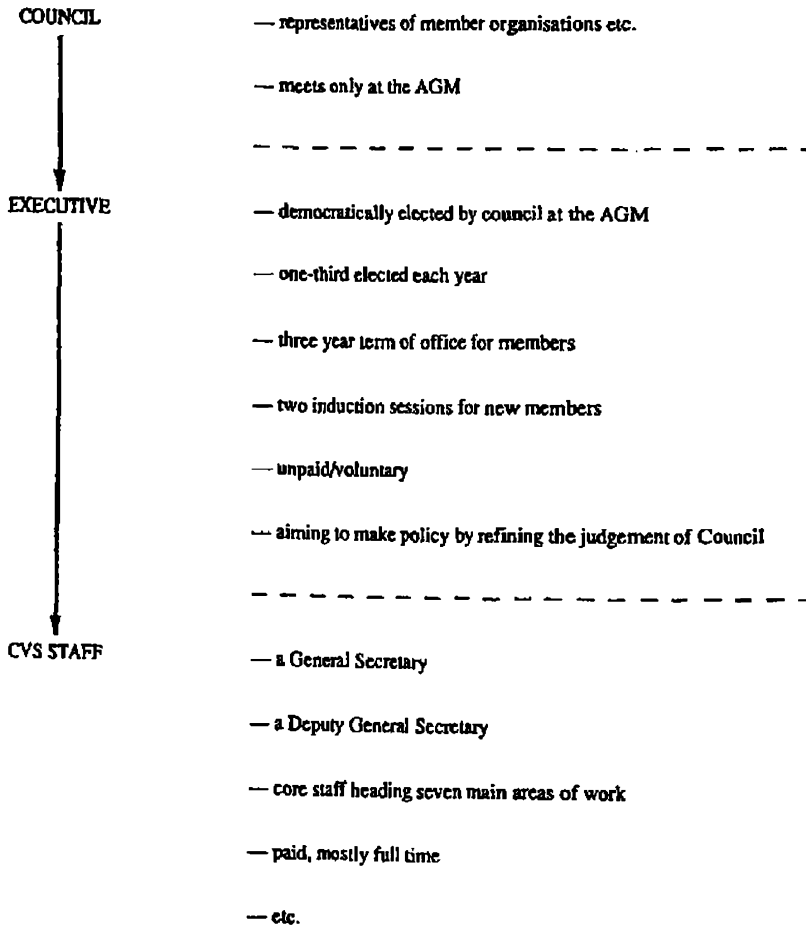 COUNCIL — representatives of member organisations etc.
— meets only at the AGM
EXECUTIVE — democratically elected by council at the AGM
— one-third elected each year
— three year term of office for members
— two induction sessions for new members
— unpaid/voluntary
— aiming to make policy by refining the judgement of Council
CVS STAFF — a General Secretary
— a Deputy General Secretary
— core staff heading seven main areas of work
— paid, mostly full time
— etc.